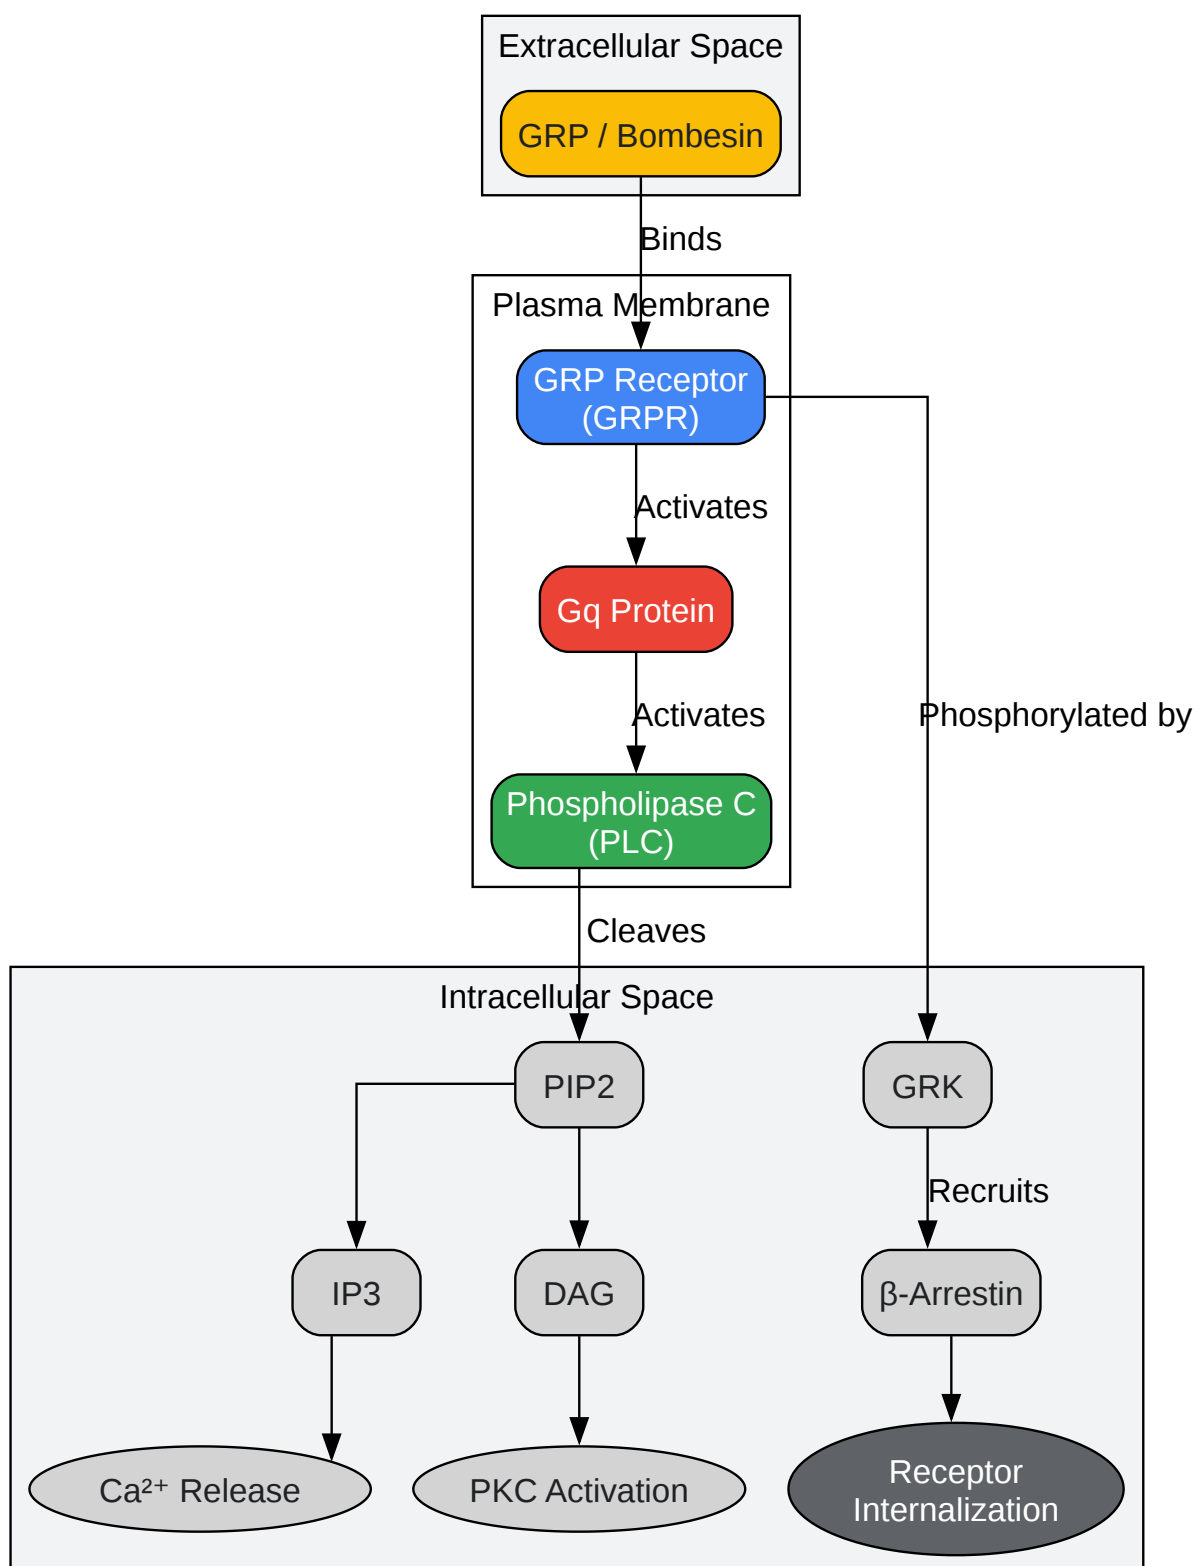 Extracellular Space
GRP / Bombesin
Binds
Plasma Membrane
GRP Receptor
(GRPR)
Activates
Gq Protein
Activates
Phosphorylated by
Phospholipase C
(PLC)
Cleaves
Intracellular Space
PIP2
GRK
Recruits
IP3
DAG
β-Arrestin
Ca²⁺ Release
PKC Activation
Receptor
Internalization